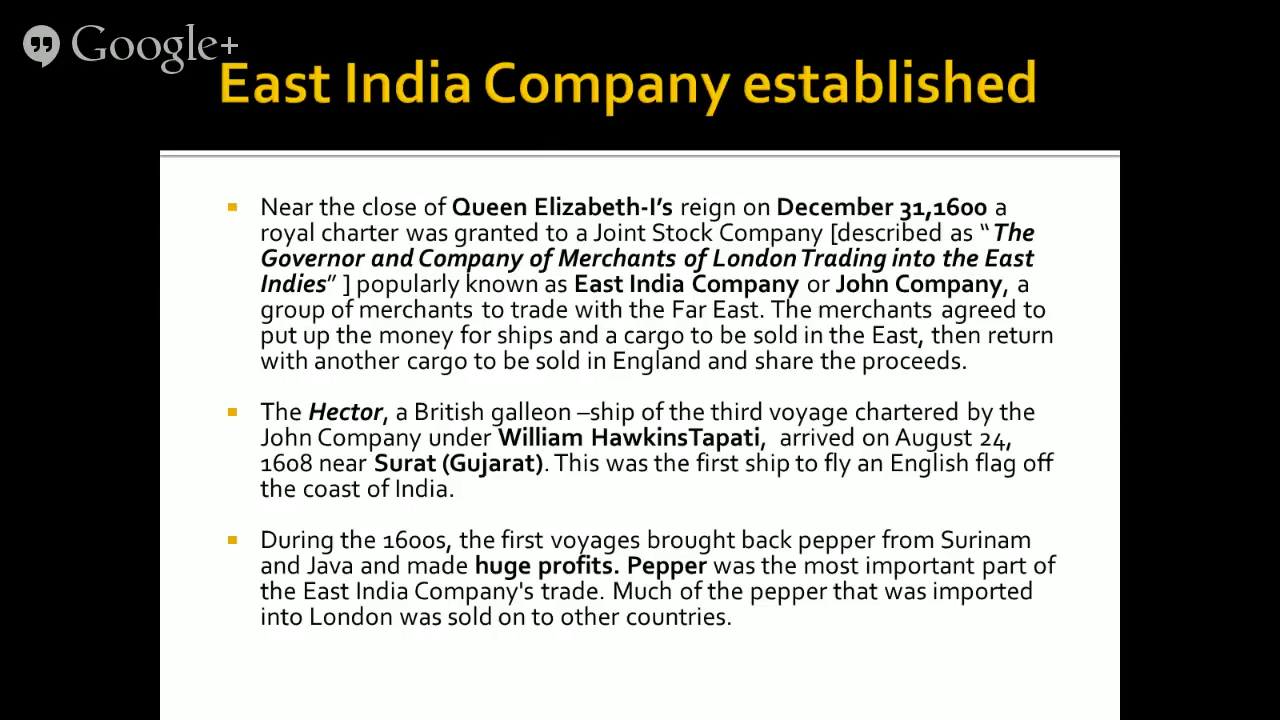 Google+
East India Company established
Near the close of Queen Elizabeth-I's reign on December 31,1600 a
royal charter was granted to a Joint Stock Company [described as “The
Governor and Company of Merchants of London Trading into the East
Indies” ] popularly known as East India Company or John Company, a
group of merchants to trade with the Far East. The merchants agreed to
put up the money for ships and a cargo to be sold in the East, then return
with another cargo to be sold in England and share the proceeds.
The Hector, a British galleon –ship of the third voyage chartered by the
John Company under William HawkinsTapati, arrived on August 24,
1608 near Surat (Gujarat). This was the first ship to fly an English flag off
the coast of India.
During the 1600s, the first voyages brought back pepper from Surinam
and Java and made huge profits. Pepper was the most important part of
the East India Company's trade. Much of the pepper that was imported
into London was sold on to other countries.